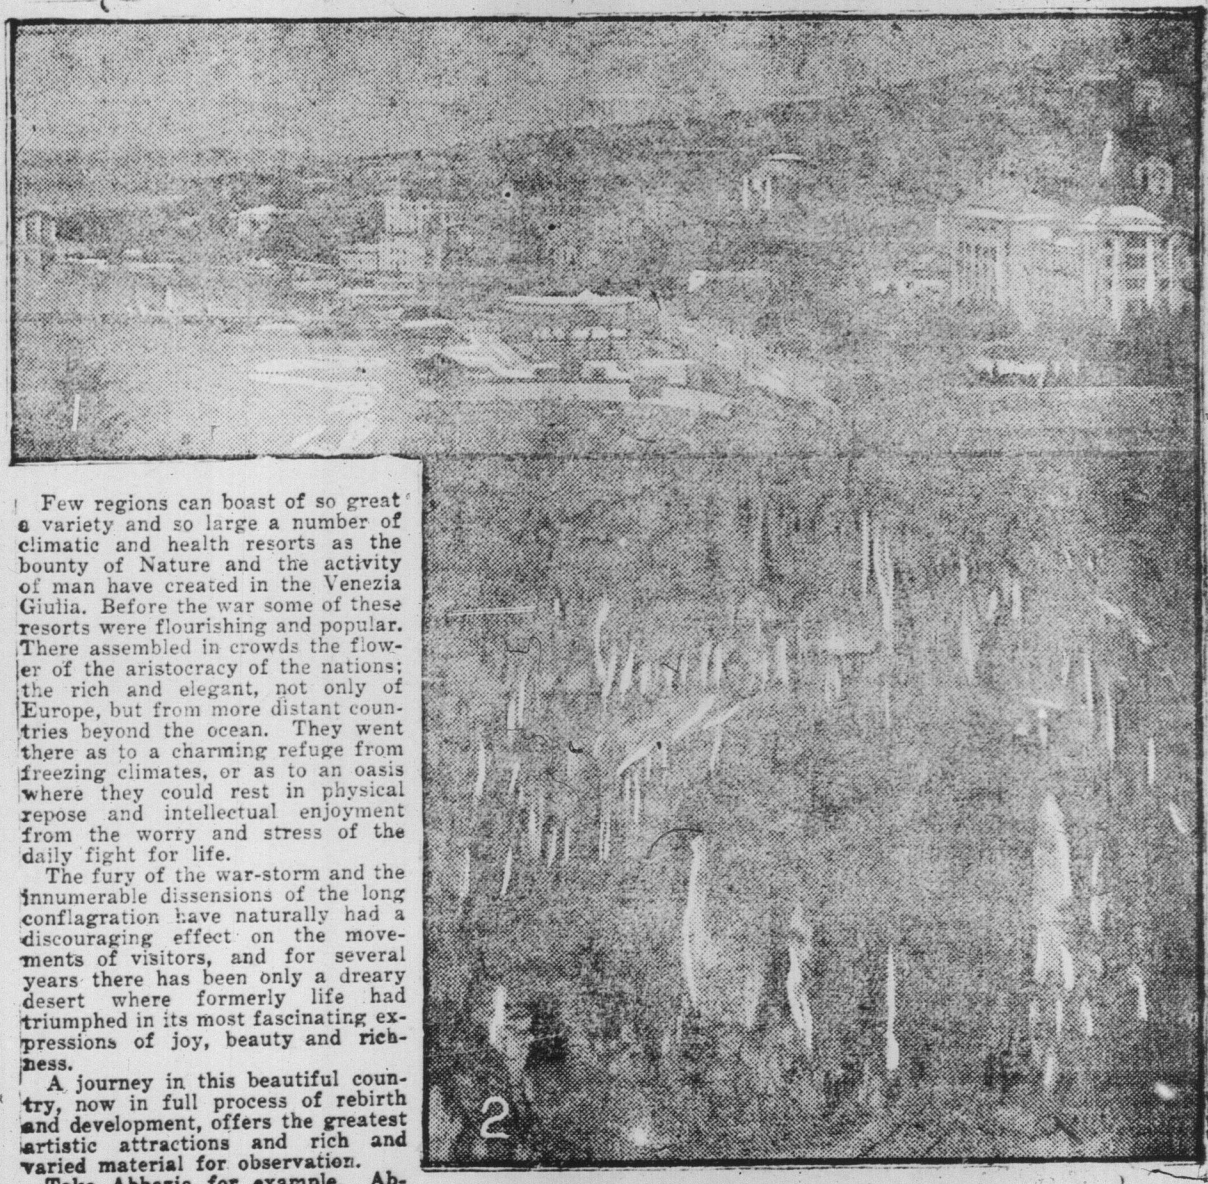 Few regions can boast of so great
a variety and so large a number of
climatic and health resorts as the
bounty of Nature and the activity
of man have created in the Venezia
Giulia. Before the war some of these
resorts were flourishing and popular.
There assembled in crowds the flow-
er of the aristocracy of the nations;
the rich and elegant, not only of
Europe, but from more distant coun-
tries beyond the ocean. They went
there as to a charming refuge from
freezing climates, or as to an oasis
where they could rest in physical
repose and intellectual enjoyment
from the worry and stress of the
daily fight for life.
The fury of the war-storm and the
innumerable dissensions of the long
conflagration have naturally had a
discouraging effect on the move-
ments of visitors, and for several
years there has been only a dreary
desert where formerly life had
triumphed in its most fascinating ex-
pressions of joy, beauty and rich-
ness.
A journey in this beautiful coun-
try, now in full process of rebirth
and development, offers the greatest
artistic attractions and rich and
varied material for observation.
Take Abbazia for example. Ab-
2